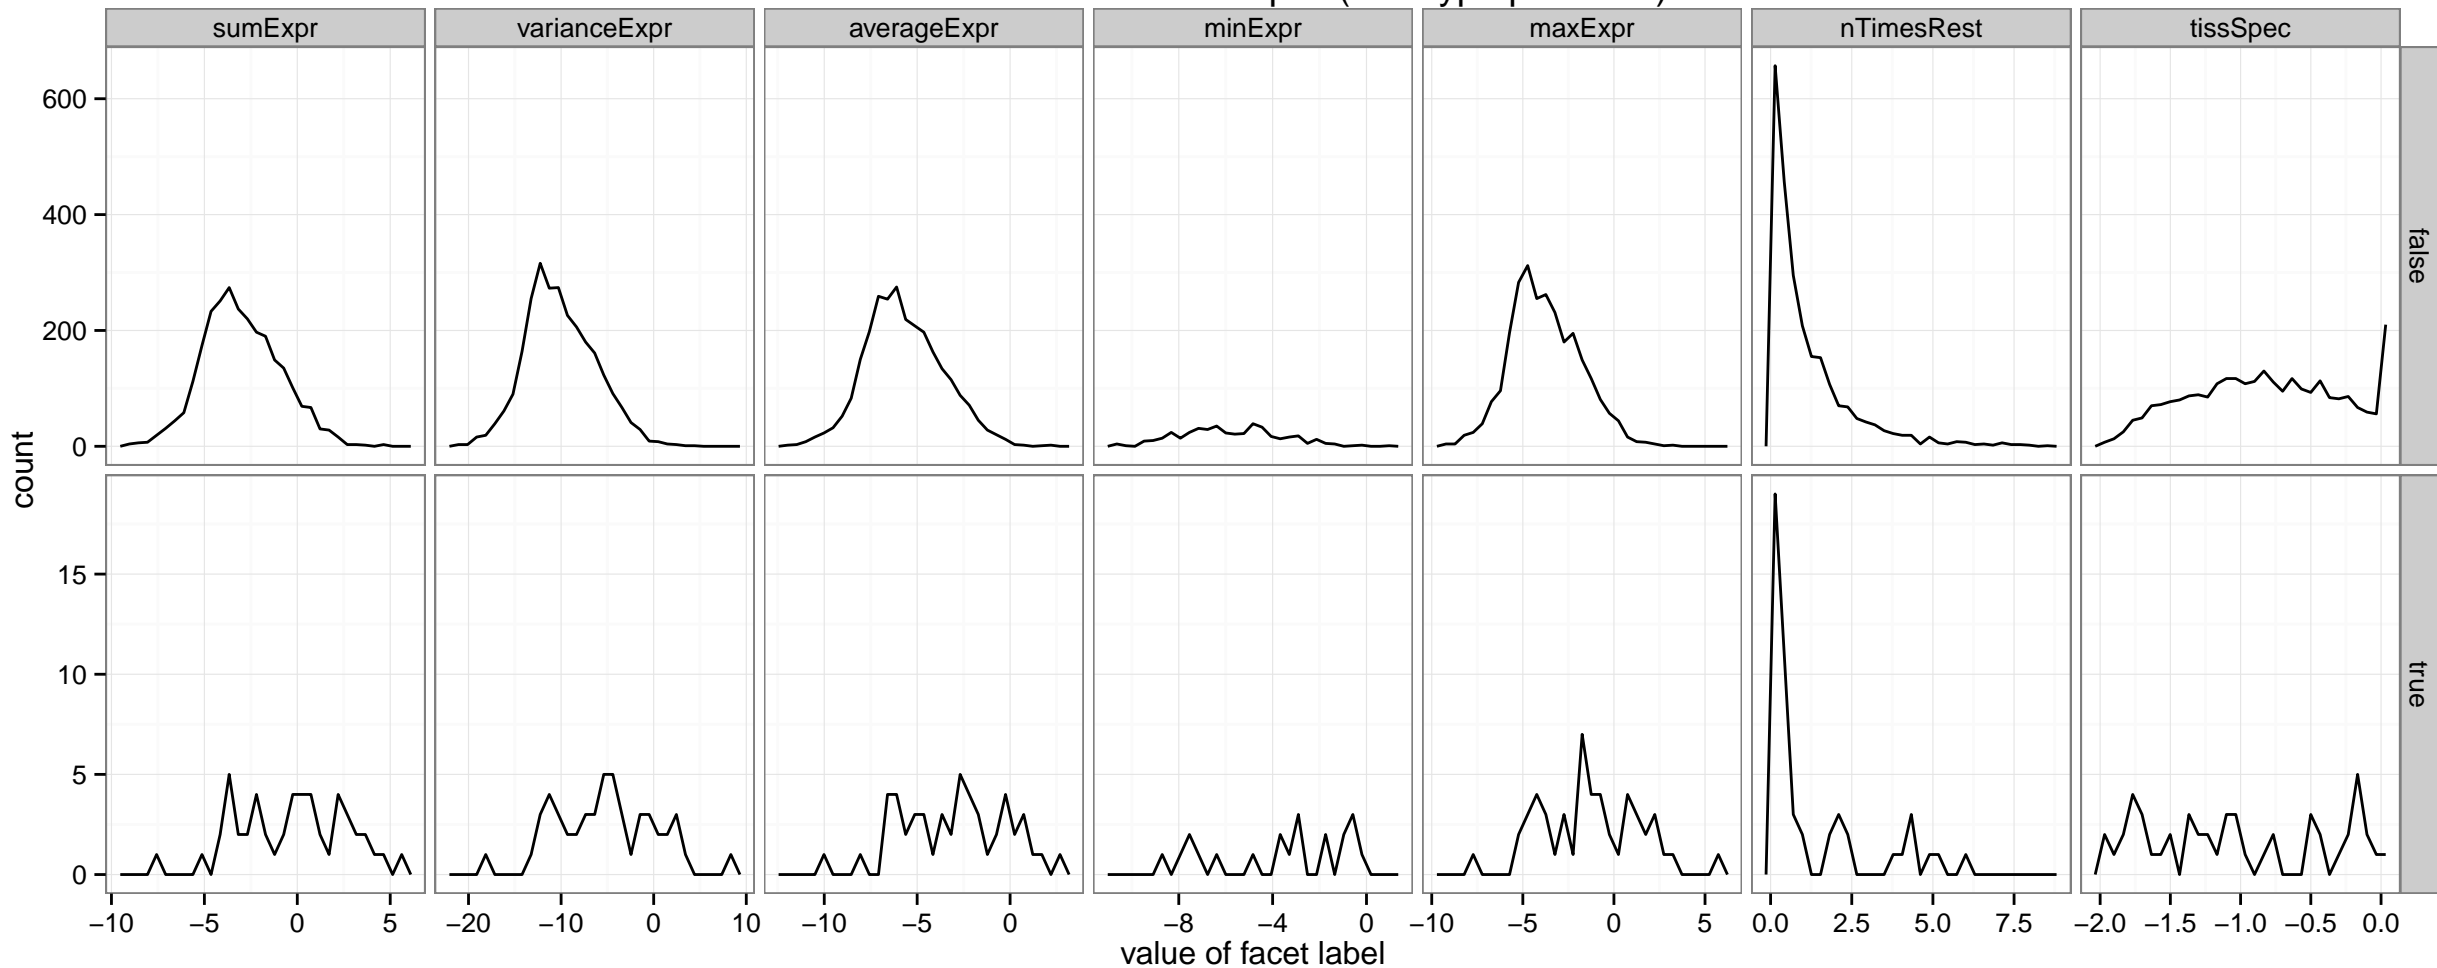 sumExpr varianceExpr averageExpr minExpr maxExpr nTimesRest tissSpec
600
400
200
0
false
count
15
10
5
0
true
−10 −5 0 5 −20 −10 0 10 −10 −5 0 −8 −4 0 −10 −5 0 5 0.0 2.5 5.0 7.5 −2.0 −1.5 −1.0 −0.5 0.0
value of facet label